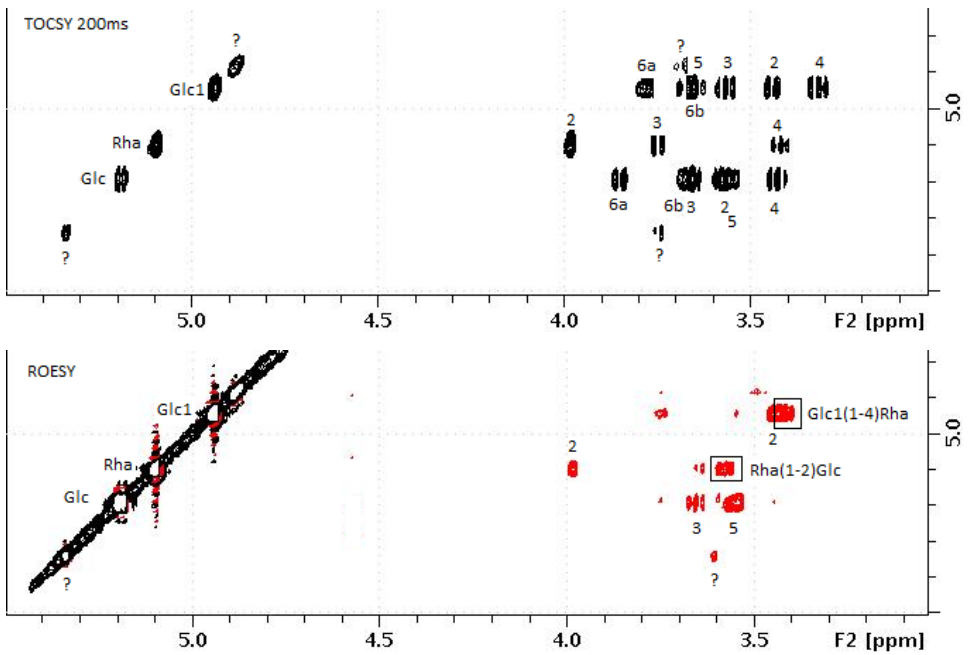 TOCSY 200ms
?
?
Glc1
6a 5 3 2 4
6b
5.0
Rha
2 3 4
Glc
6a 6b 3 2 5 4
?
?
5.0 4.5 4.0 3.5 F2 [ppm]
ROESY
Glc1
Glc1(1-4)Rha
2
5.0
Rha
2
Rha(1-2)Glc
Glc
3 5
?
?
5.0 4.5 4.0 3.5 F2 [ppm]